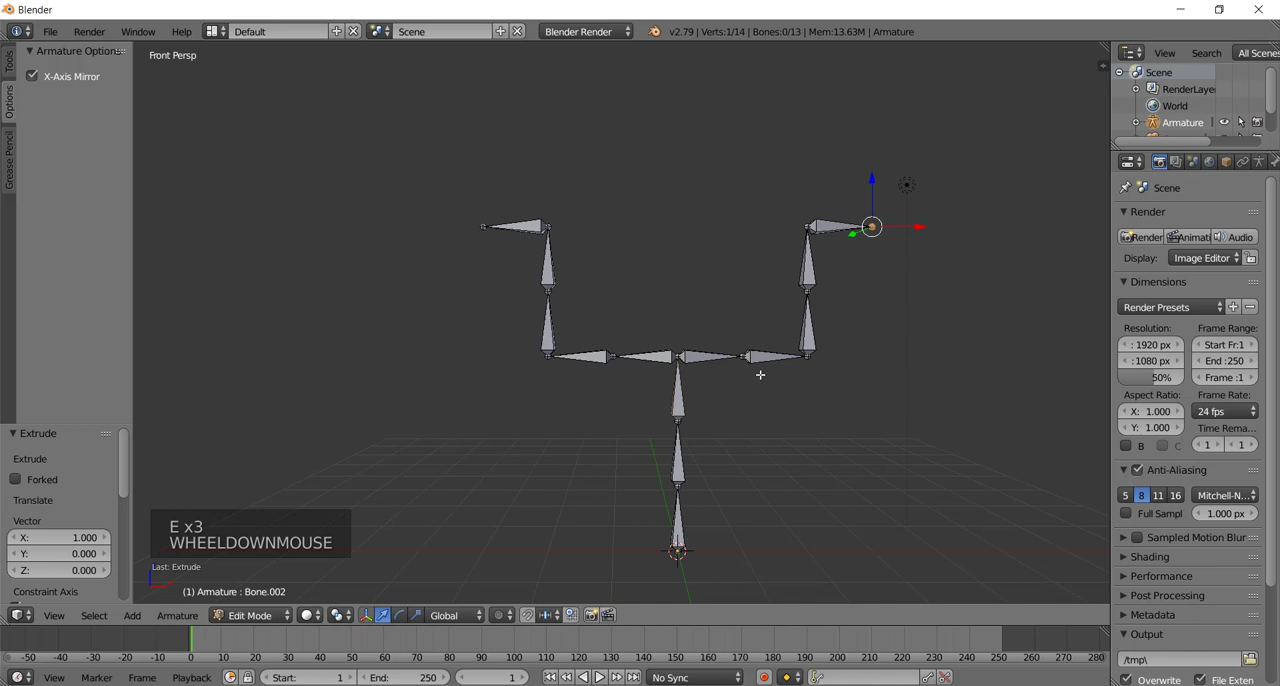 Blender
File Render Window Help Default Scene Blender Render v2.79 | Verts:1/14 | Bones:0/13 | Mem:13.63M | Armature
Tools
Options
Grease Pencil
Armature Option
X-Axis Mirror
Front Persp
View Search All Scenes
Scene
RenderLaye
World
Armature
Scene
Render
Render Animati Audio
Display: Image Editor
Dimensions
Render Presets
Resolution: Frame Range:
: 1920 px Start Fr:1
:1080 px End :250
50% Frame :1
Aspect Ratio: Frame Rate:
X: 1.000 24 fps
Y: 1.000 Time Rema...
B C 1 1
Anti-Aliasing
5 8 11 16 Mitchell-N...
Full Sampl 1.000 px
Sampled Motion Blur
Shading
Performance
Post Processing
Metadata
Output
/tmp\
Overwrite File Exten
Extrude
Extrude
Forked
Translate
Vector
X: 1.000
Y: 0.000
Z: 0.000
Constraint Axis
E x3
WHEELDOWNMOUSE
Last: Extrude
(1) Armature : Bone.002
View Select Add Armature Edit Mode Global
-50 -40 -30 -20 -10 0 10 20 30 40 50 60 70 80 90 100 110 120 130 140 150 160 170 180 190 200 210 220 230 240 250 260 270 280
View Marker Frame Playback Start: 1 End: 250 1 No Sync